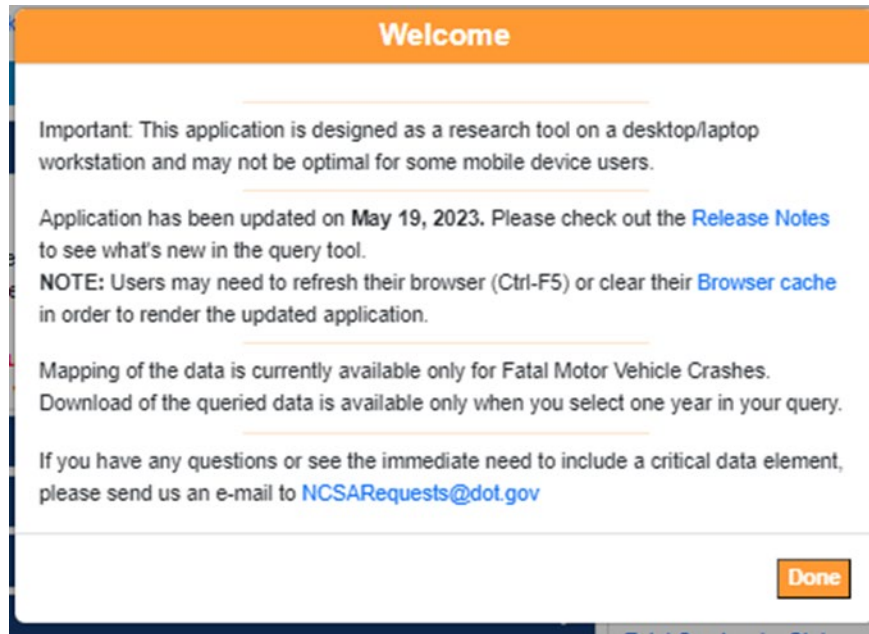 Welcome
Important: This application is designed as a research tool on a desktop/laptop
workstation and may not be optimal for some mobile device users.
Application has been updated on May 19, 2023. Please check out the Release Notes
to see what's new in the query tool.
NOTE: Users may need to refresh their browser (Ctrl-F5) or clear their Browser cache
in order to render the updated application.
Mapping of the data is currently available only for Fatal Motor Vehicle Crashes.
Download of the queried data is available only when you select one year in your query.
If you have any questions or see the immediate need to include a critical data element,
please send us an e-mail to NCSARequests@dot.gov
Done